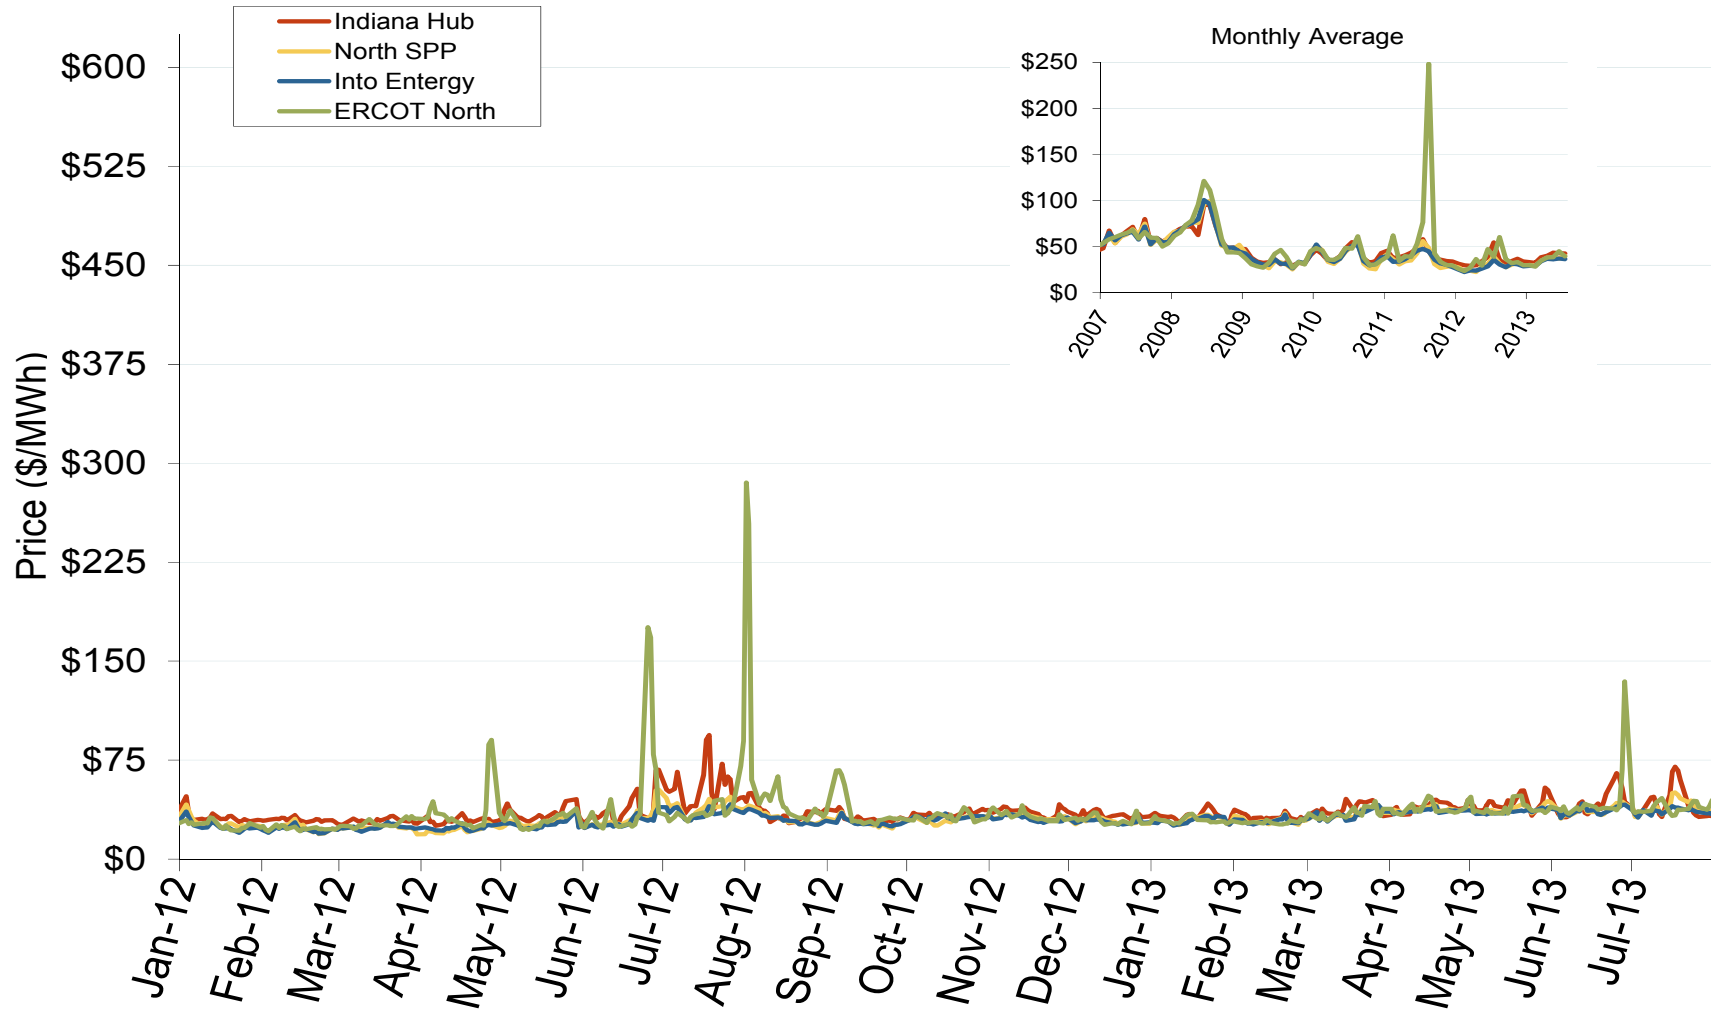 Indiana Hub
North SPP
Into Entergy
ERCOT North
Monthly Average
$250
$200
$150
$100
$50
$0
2007
2008
2009
2010
2011
2012
2013
Price ($/MWh)
$600
$525
$450
$375
$300
$225
$150
$75
$0
Jan-12
Feb-12
Mar-12
Apr-12
May-12
Jun-12
Jul-12
Aug-12
Sep-12
Oct-12
Nov-12
Dec-12
Jan-13
Feb-13
Mar-13
Apr-13
May-13
Jun-13
Jul-13